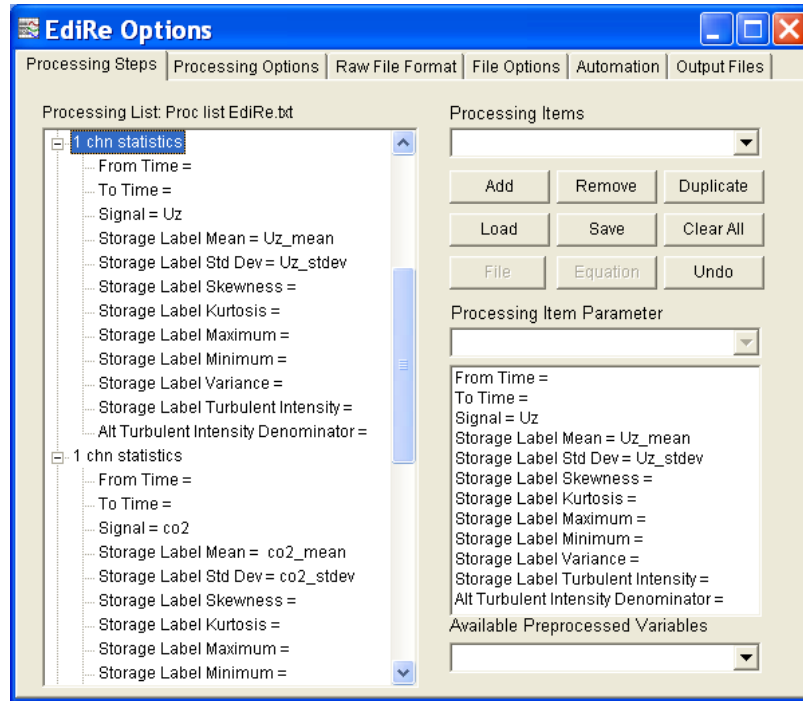 EdiRe Options
Processing Steps
Processing Options
Raw File Format
File Options
Automation
Output Files
Processing List: Proc list EdiRe.txt
1 chn statistics
From Time =
To Time =
Signal = Uz
Storage Label Mean = Uz_mean
Storage Label Std Dev = Uz_stdev
Storage Label Skewness =
Storage Label Kurtosis =
Storage Label Maximum =
Storage Label Minimum =
Storage Label Variance =
Storage Label Turbulent Intensity =
Alt Turbulent Intensity Denominator =
1 chn statistics
From Time =
To Time =
Signal = co2
Storage Label Mean = co2_mean
Storage Label Std Dev = co2_stdev
Storage Label Skewness =
Storage Label Kurtosis =
Storage Label Maximum =
Storage Label Minimum =
Processing Items
Add
Remove
Duplicate
Load
Save
Clear All
File
Equation
Undo
Processing Item Parameter
From Time =
To Time =
Signal = Uz
Storage Label Mean = Uz_mean
Storage Label Std Dev = Uz_stdev
Storage Label Skewness =
Storage Label Kurtosis =
Storage Label Maximum =
Storage Label Minimum =
Storage Label Variance =
Storage Label Turbulent Intensity =
Alt Turbulent Intensity Denominator =
Available Preprocessed Variables